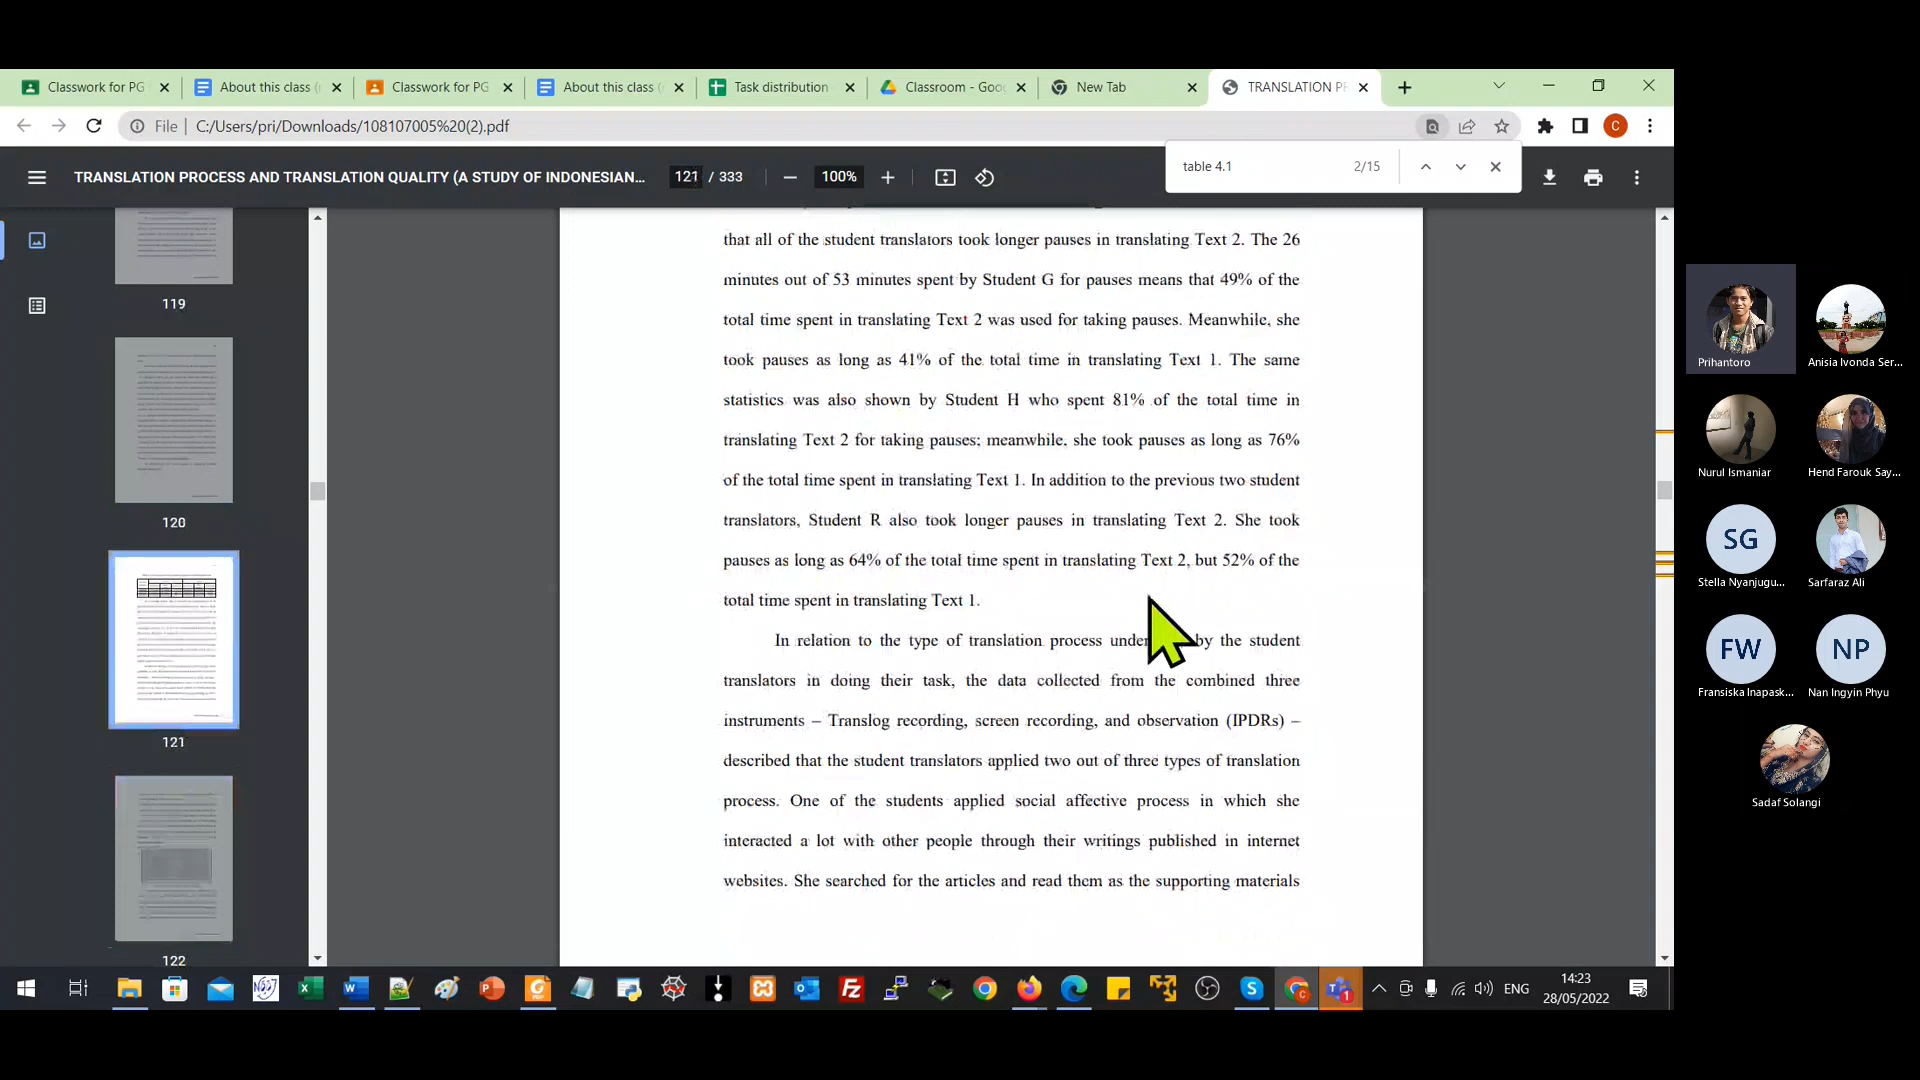 Classwork for PG
About this class (
Classwork for PG
About this class (
Task distribution
Classroom - Goo
New Tab
TRANSLATION PR
File | C:/Users/pri/Downloads/108107005%20(2).pdf
C
table 4.1 2/15
TRANSLATION PROCESS AND TRANSLATION QUALITY (A STUDY OF INDONESIAN... 121 / 333 100%
119
120
121
122
that all of the student translators took longer pauses in translating Text 2. The 26
minutes out of 53 minutes spent by Student G for pauses means that 49% of the
total time spent in translating Text 2 was used for taking pauses. Meanwhile, she
took pauses as long as 41% of the total time in translating Text 1. The same
statistics was also shown by Student H who spent 81% of the total time in
translating Text 2 for taking pauses; meanwhile, she took pauses as long as 76%
of the total time spent in translating Text 1. In addition to the previous two student
translators, Student R also took longer pauses in translating Text 2. She took
pauses as long as 64% of the total time spent in translating Text 2, but 52% of the
total time spent in translating Text 1.
In relation to the type of translation process under by the student
translators in doing their task, the data collected from the combined three
instruments – Translog recording, screen recording, and observation (IPDRs) –
described that the student translators applied two out of three types of translation
process. One of the students applied social affective process in which she
interacted a lot with other people through their writings published in internet
websites. She searched for the articles and read them as the supporting materials
Prihantoro
Anisia Ivonda Ser...
Nurul Ismaniar
Hend Farouk Say...
SG
Stella Nyanjugu...
Sarfaraz Ali
FW
Fransiska Inapask...
NP
Nan Ingyin Phyu
Sadaf Solangi
ENG
14:23
28/05/2022